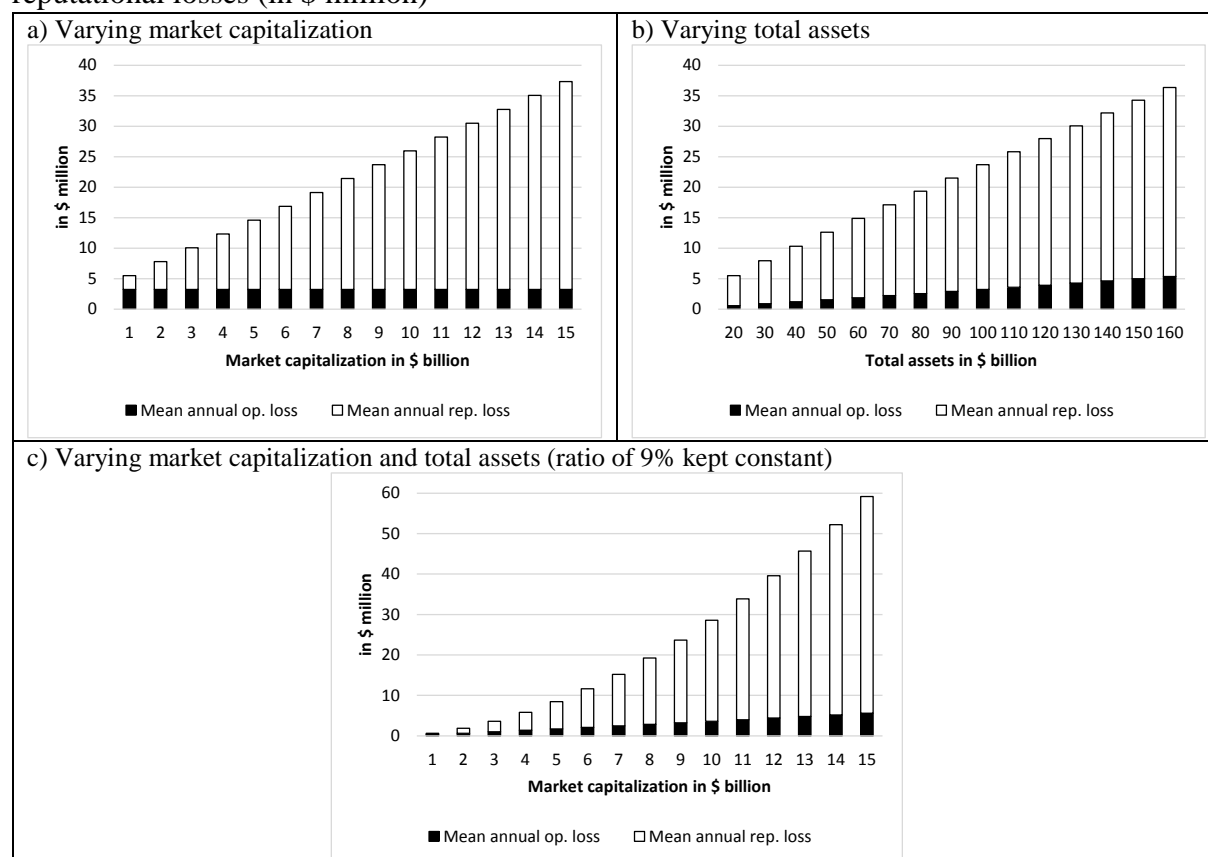 reputational losses (in $ million)
a) Varying market capitalization
40
35
30
25
20
15
10
5
0
in $ million
1 2 3 4 5 6 7 8 9 10 11 12 13 14 15
Market capitalization in $ billion
Mean annual op. loss Mean annual rep. loss
b) Varying total assets
40
35
30
25
20
15
10
5
0
in $ million
20 30 40 50 60 70 80 90 100 110 120 130 140 150 160
Total assets in $ billion
Mean annual op. loss Mean annual rep. loss
c) Varying market capitalization and total assets (ratio of 9% kept constant)
60
50
40
30
20
10
0
in $ million
1 2 3 4 5 6 7 8 9 10 11 12 13 14 15
Market capitalization in $ billion
Mean annual op. loss Mean annual rep. loss